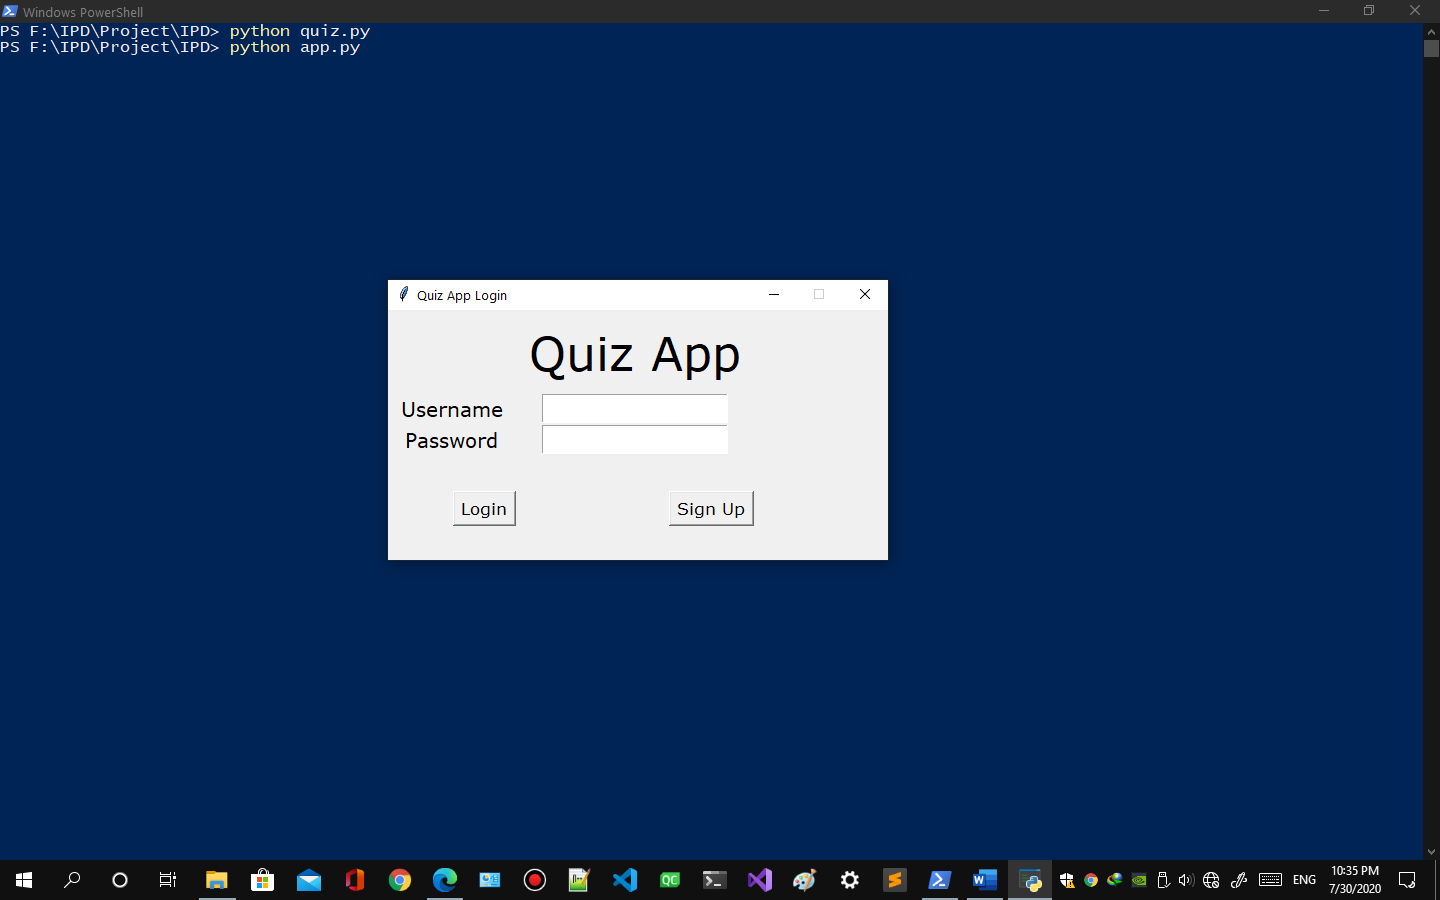 Windows PowerShell
PS F:\IPD\Project\IPD> python quiz.py
PS F:\IPD\Project\IPD> python app.py
Quiz App Login
Quiz App
Username
Password
Login
Sign Up
QC
W
ENG
10:35 PM
7/30/2020